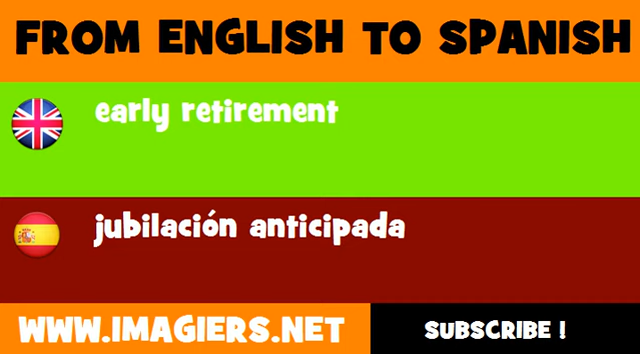 FROM ENGLISH TO SPANISH
early retirement
jubilación anticipada
WWW.IMAGIERS.NET
SUBSCRIBE !